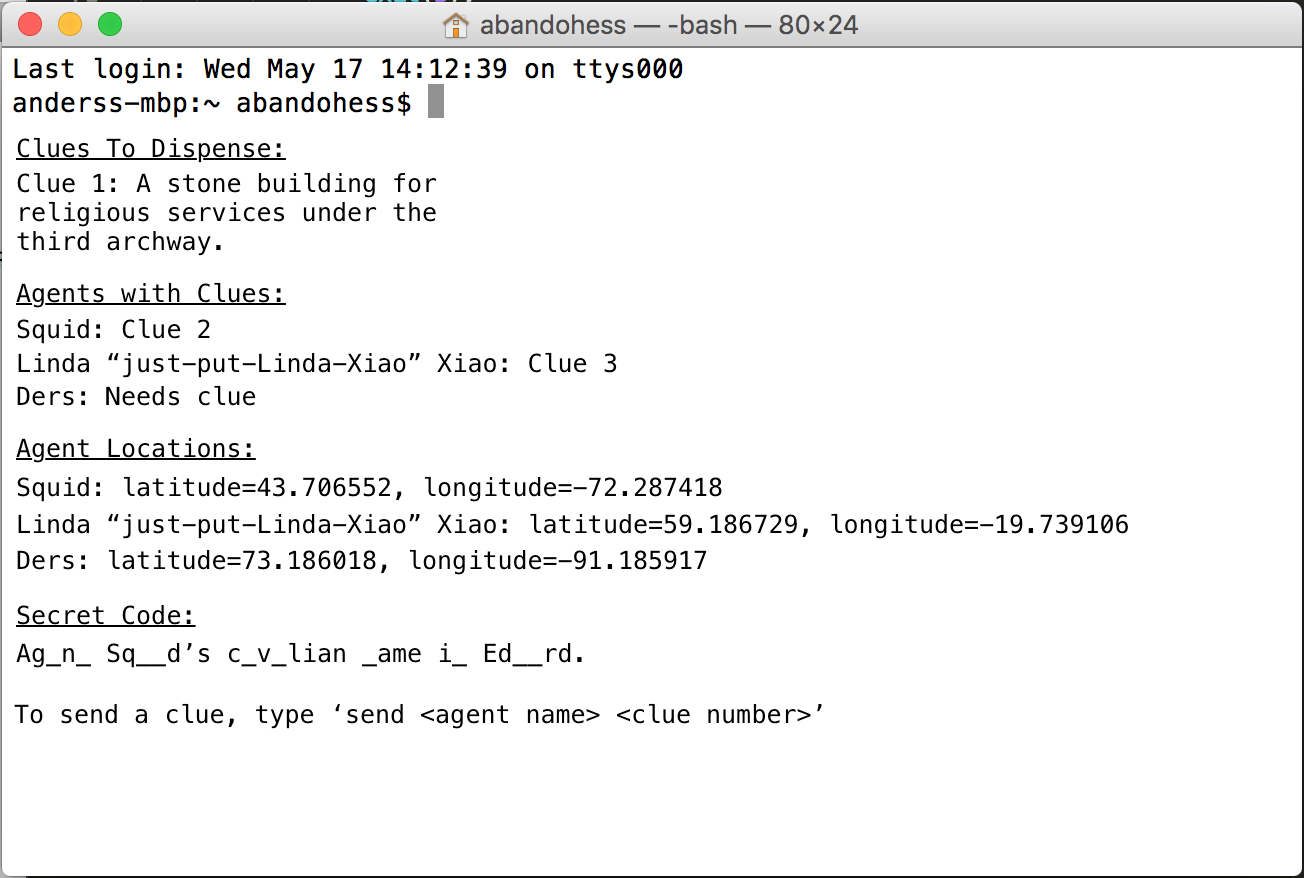 abandohess — -bash — 80×24
Last login: Wed May 17 14:12:39 on ttys000
anderss-mbp:~ abandohess$
Clues To Dispense:
Clue 1: A stone building for
religious services under the
third archway.
Agents with Clues:
Squid: Clue 2
Linda “just-put-Linda-Xiao” Xiao: Clue 3
Ders: Needs clue
Agent Locations:
Squid: latitude=43.706552, longitude=-72.287418
Linda “just-put-Linda-Xiao” Xiao: latitude=59.186729, longitude=-19.739106
Ders: latitude=73.186018, longitude=-91.185917
Secret Code:
Ag_n_ Sq__d’s c_v_lian _ame i_ Ed__rd.
To send a clue, type ‘send <agent name> <clue number>’